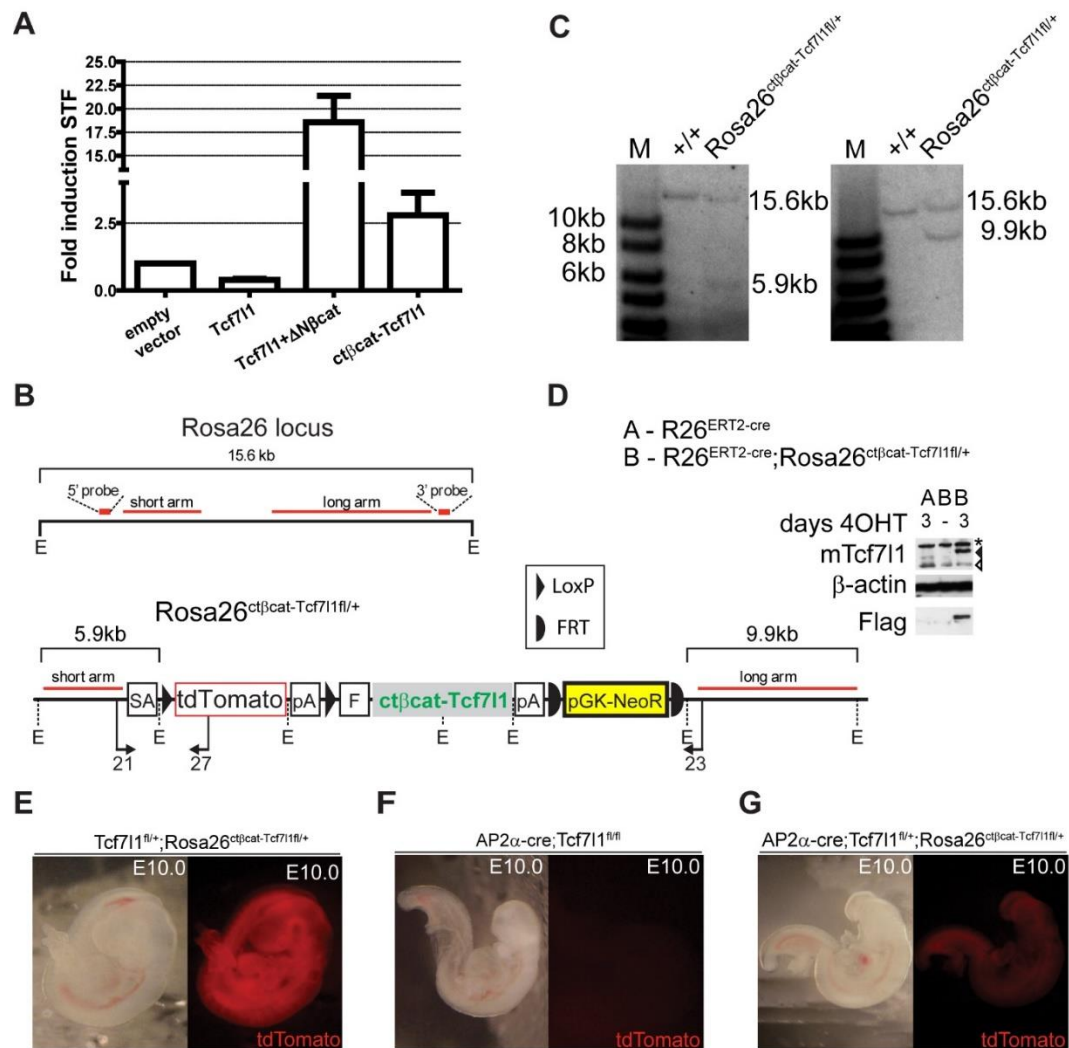 A
Fold induction STF
25.0
22.5
20.0
17.5
15.0
2.5
0.0
empty vector
Tcf7l1
Tcf7l1+ΔNβcat
ctβcat-Tcf7l1
C
M +/+ Rosa26ctβcat-Tcf7l1fl/+
10kb
8kb
6kb
15.6kb
5.9kb
M +/+ Rosa26ctβcat-Tcf7l1fl/+
15.6kb
9.9kb
B
Rosa26 locus
15.6 kb
5' probe short arm long arm 3' probe
E E
LoxP
FRT
Rosa26ctβcat-Tcf7l1fl/+
5.9kb 9.9kb
short arm long arm
SA tdTomato pA F ctβcat-Tcf7l1 pA pGK-NeoR
E E E E E E E
21 27 23
D
A - R26ERT2-cre
B - R26ERT2-cre;Rosa26ctβcat-Tcf7l1fl/+
A B B
days 4OHT 3 - 3
mTcf7l1 *
β-actin
Flag
E
Tcf7l1fl/+;Rosa26ctβcat-Tcf7l1fl/+
E10.0 E10.0
tdTomato
F
AP2α-cre;Tcf7l1fl/fl
E10.0 E10.0
tdTomato
G
AP2α-cre;Tcf7l1fl/+;Rosa26ctβcat-Tcf7l1fl/+
E10.0 E10.0
tdTomato